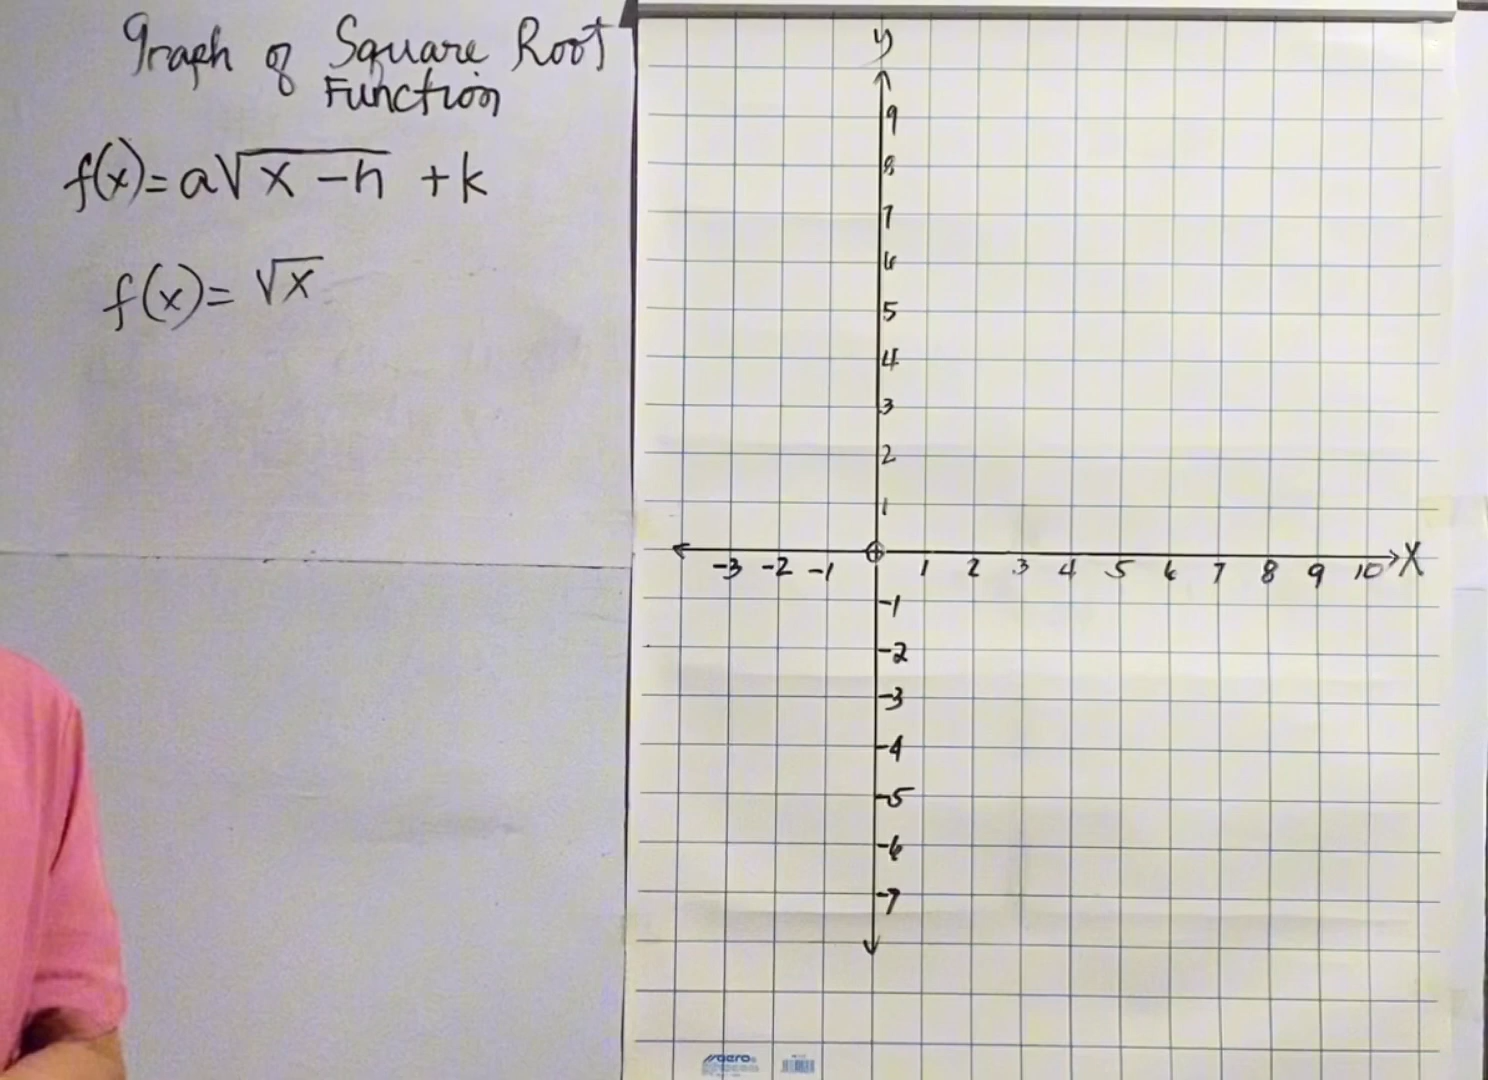 Graph of Square Root
Function
f(x)=a√x-h +k
f(x)= √x
y
9
8
7
6
5
4
3
2
1
-3 -2 -1 1 2 3 4 5 6 7 8 9 10 X
-1
-2
-3
-4
-5
-6
-7
aero